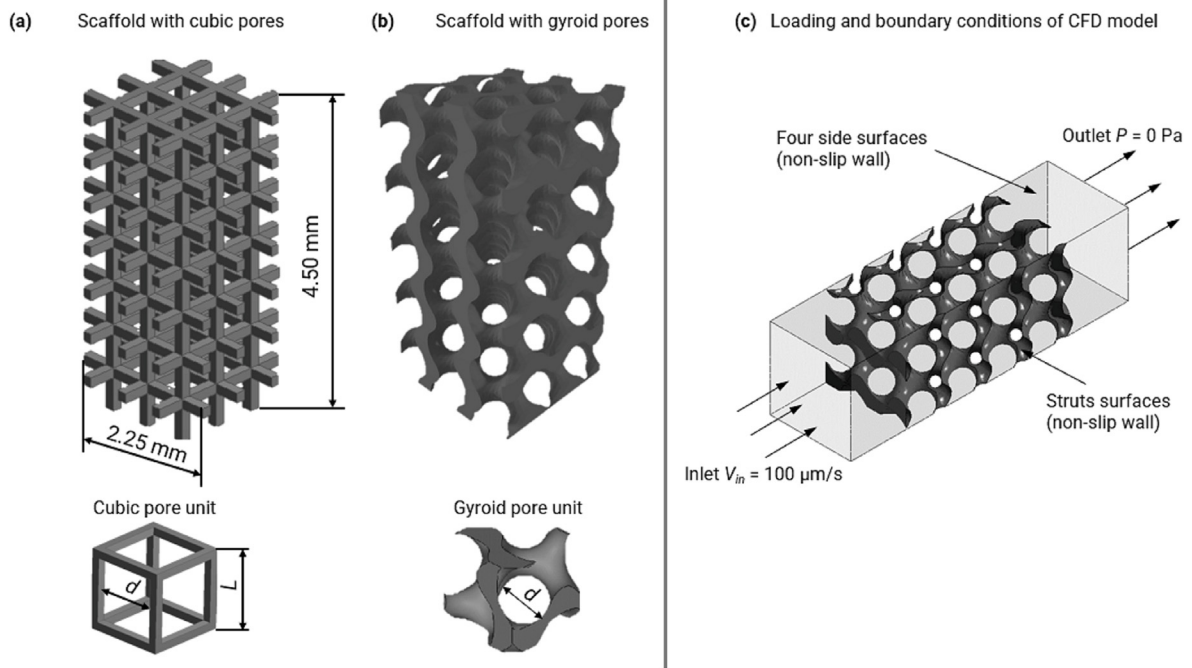 (a) Scaffold with cubic pores
(b) Scaffold with gyroid pores
(c) Loading and boundary conditions of CFD model
4.50 mm
2.25 mm
Cubic pore unit
d
L
Gyroid pore unit
d
Four side surfaces
(non-slip wall)
Outlet P = 0 Pa
Struts surfaces
(non-slip wall)
Inlet Vin = 100 μm/s